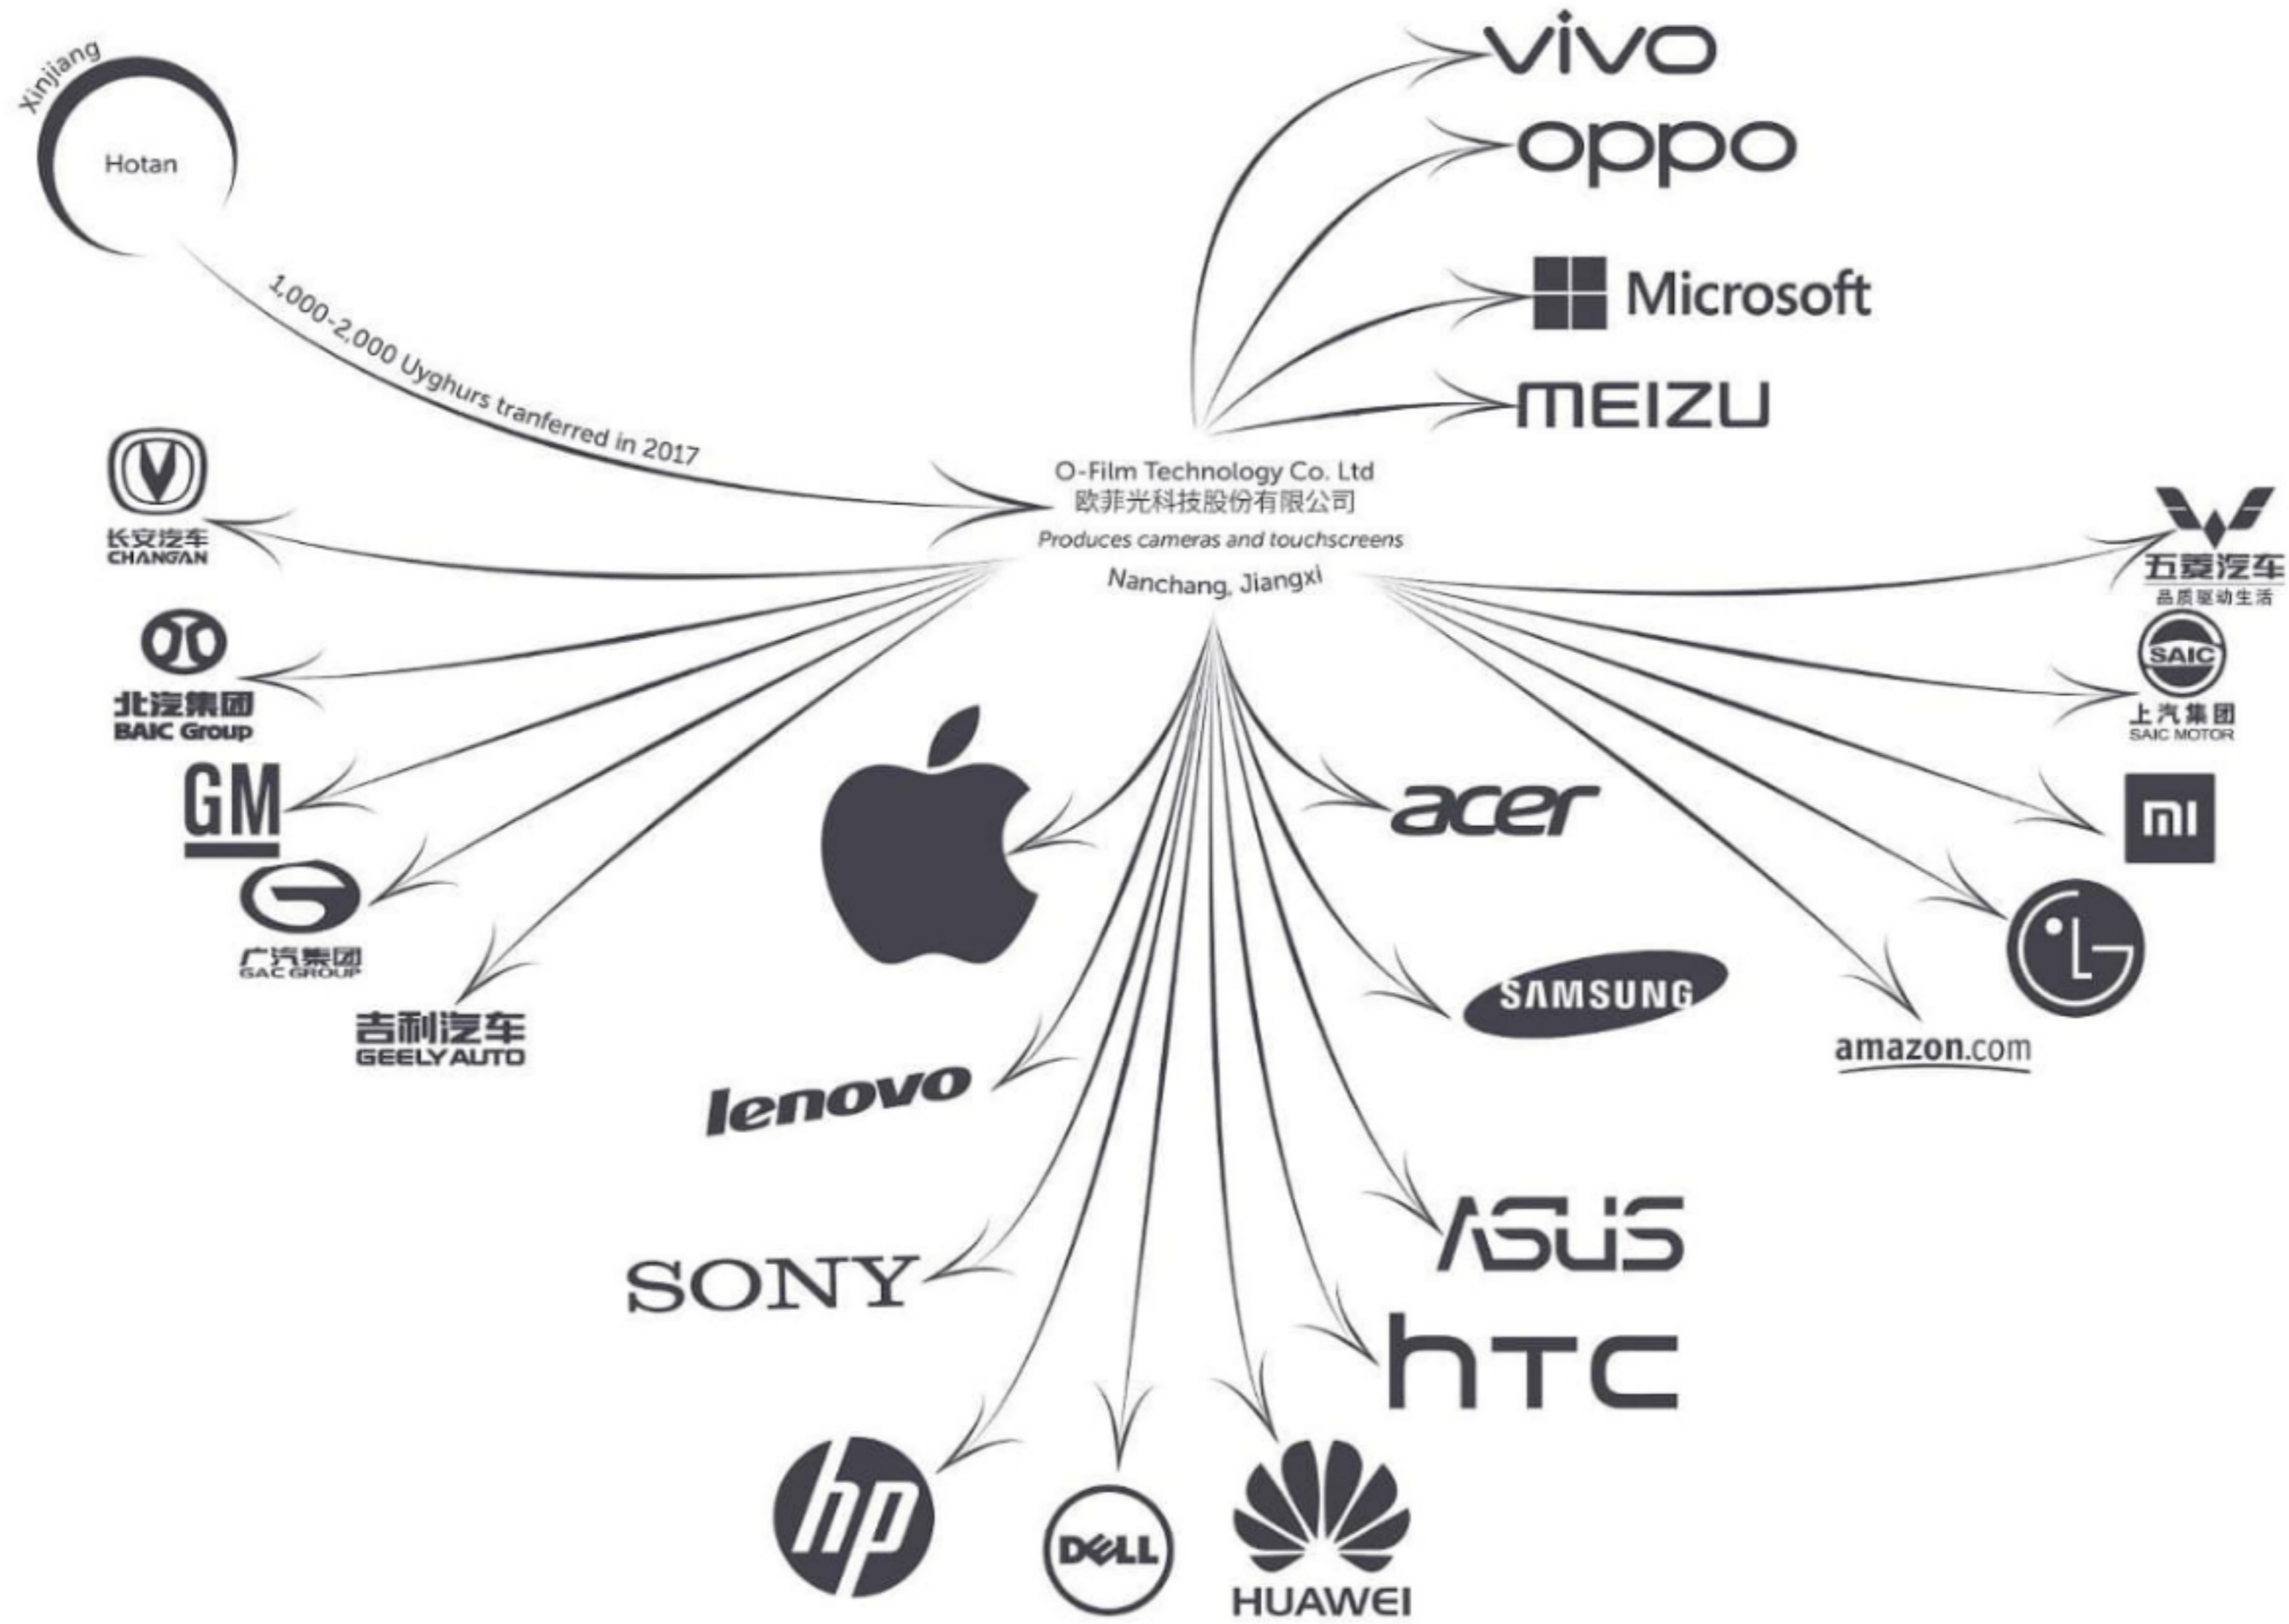 Xinjiang
Hotan
1,000-2,000 Uyghurs tranferred in 2017
vivo
oppo
Microsoft
MEIZU
O-Film Technology Co. Ltd
欧菲光科技股份有限公司
Produces cameras and touchscreens
Nanchang, Jiangxi
长安汽车
CHANGAN
北汽集团
BAIC Group
GM
广汽集团
GAC GROUP
吉利汽车
GEELY AUTO
lenovo
SONY
hp
DELL
HUAWEI
hTC
ASUS
SAMSUNG
acer
五菱汽车
品质驱动生活
SAIC
上汽集团
SAIC MOTOR
mi
LG
amazon.com